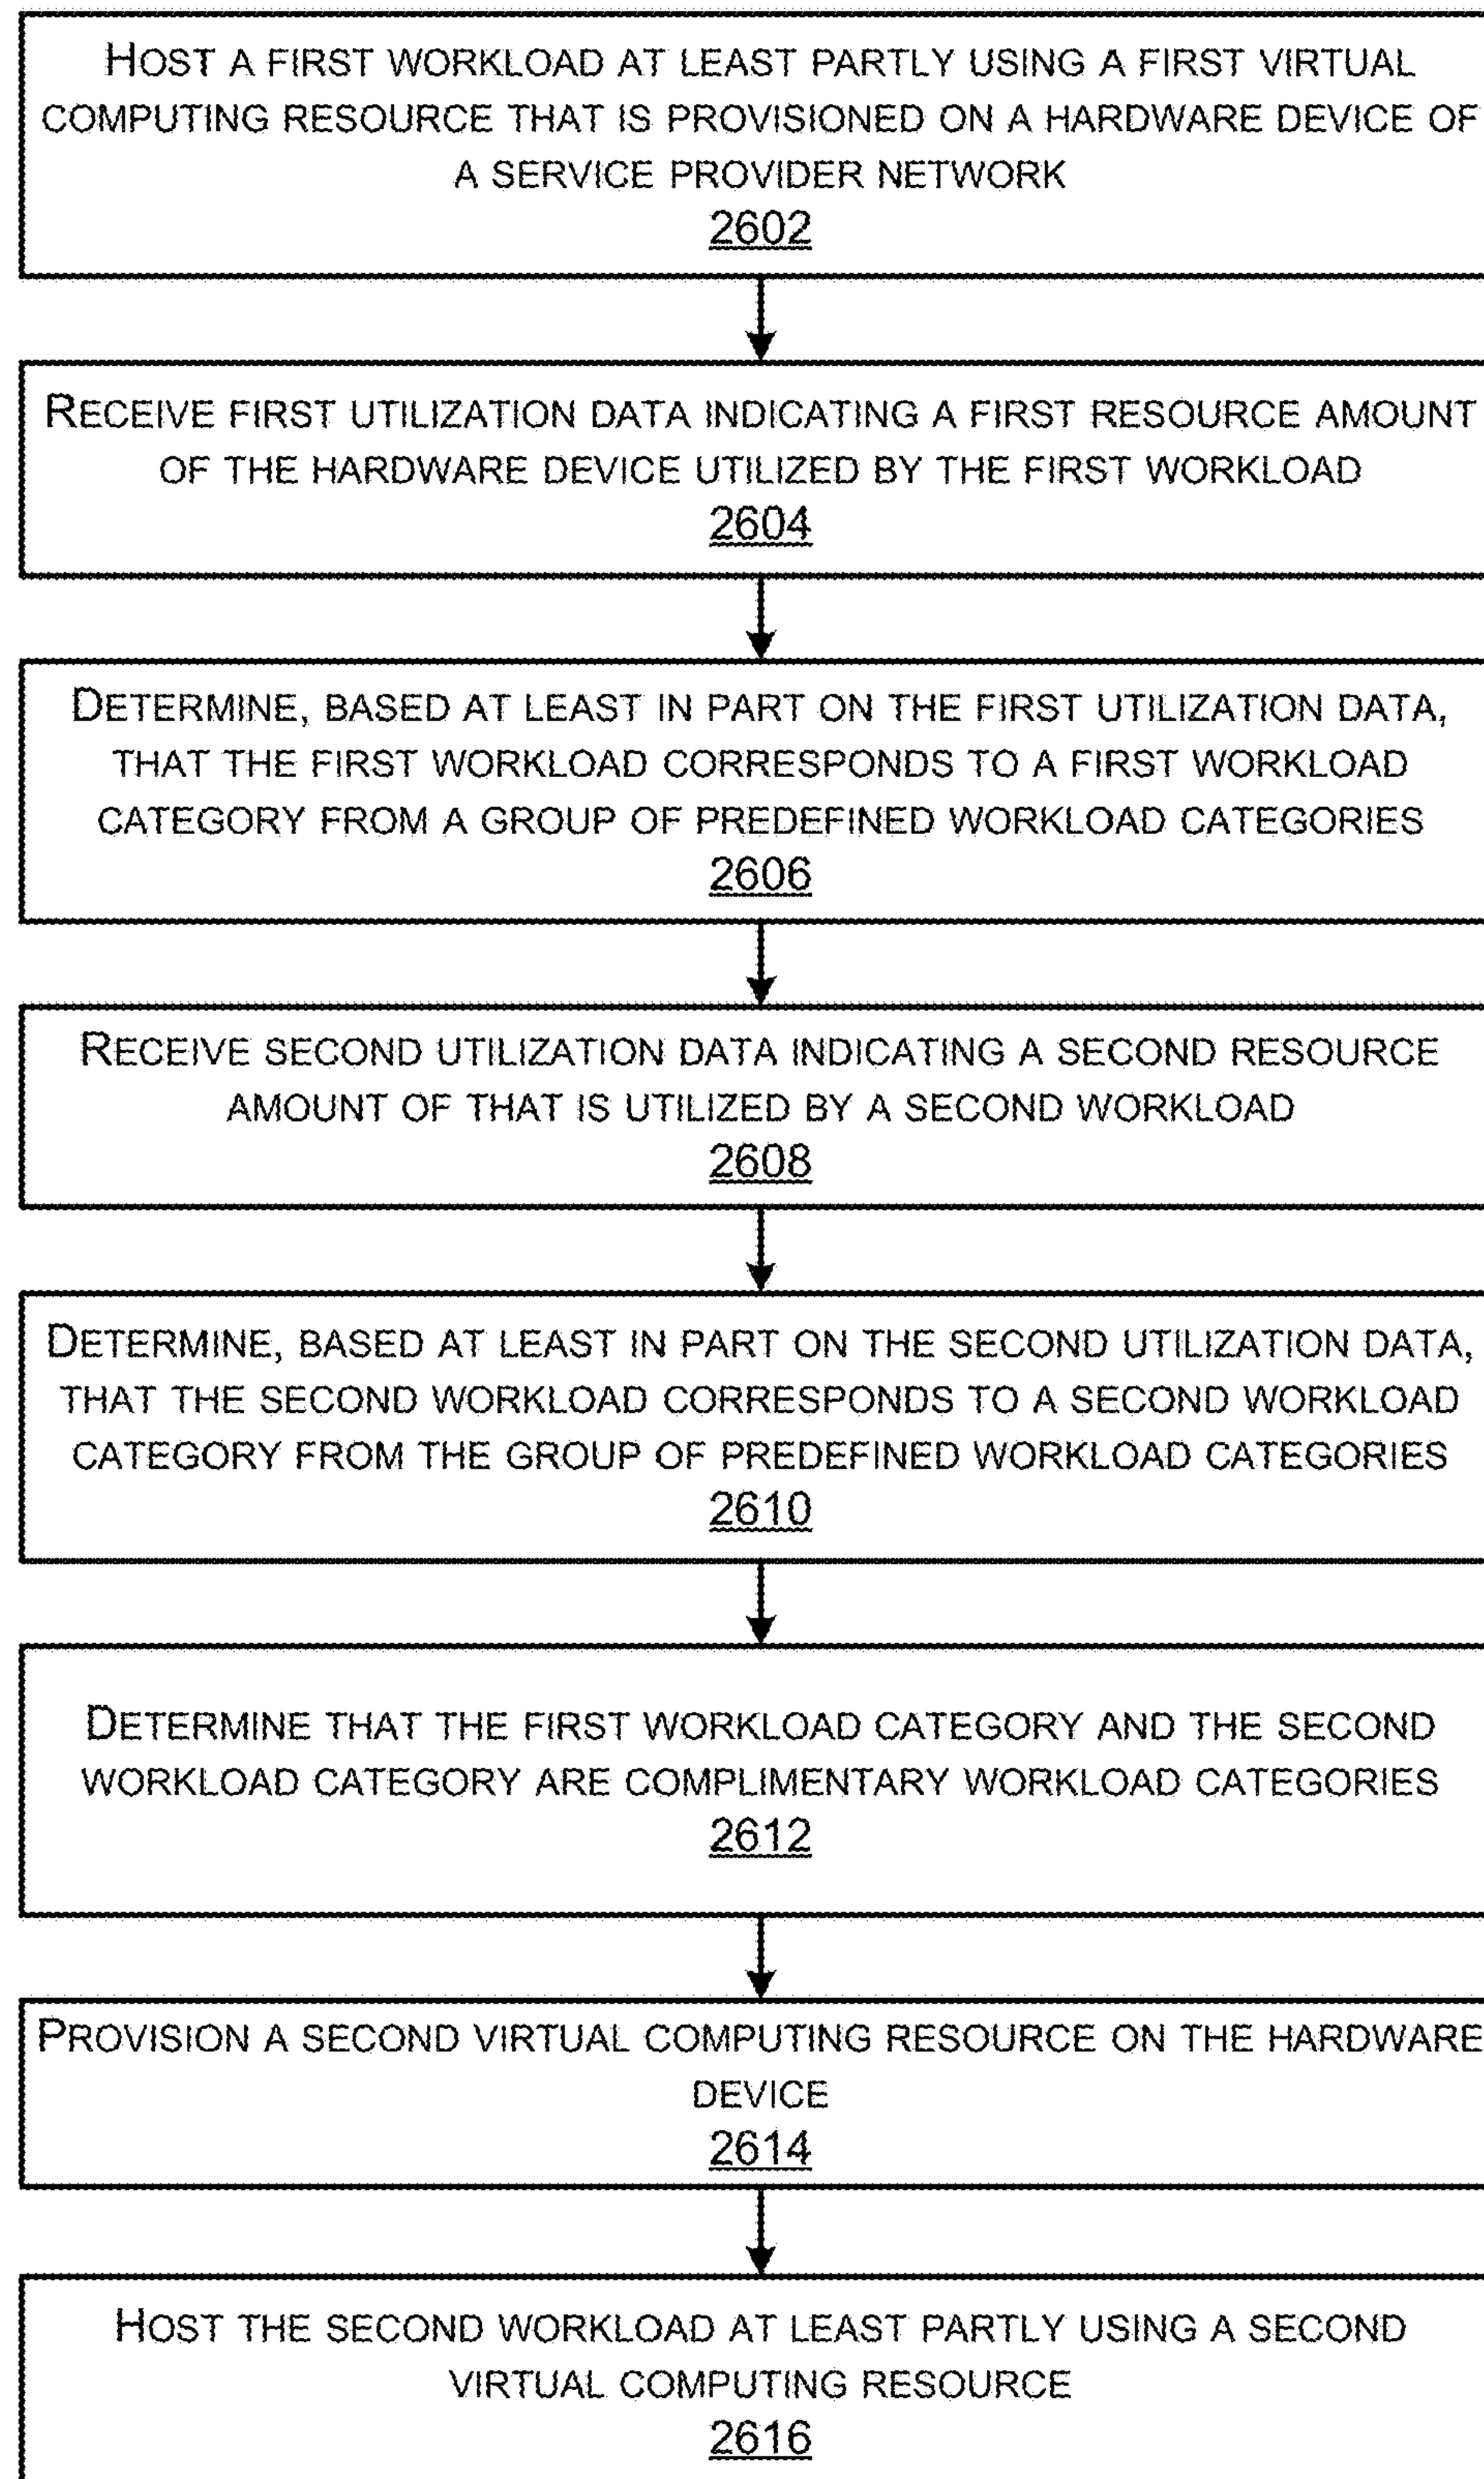 HOST A FIRST WORKLOAD AT LEAST PARTLY USING A FIRST VIRTUAL
COMPUTING RESOURCE THAT IS PROVISIONED ON A HARDWARE DEVICE OF
A SERVICE PROVIDER NETWORK
2602
RECEIVE FIRST UTILIZATION DATA INDICATING A FIRST RESOURCE AMOUNT
OF THE HARDWARE DEVICE UTILIZED BY THE FIRST WORKLOAD
2604
DETERMINE, BASED AT LEAST IN PART ON THE FIRST UTILIZATION DATA,
THAT THE FIRST WORKLOAD CORRESPONDS TO A FIRST WORKLOAD
CATEGORY FROM A GROUP OF PREDEFINED WORKLOAD CATEGORIES
2606
RECEIVE SECOND UTILIZATION DATA INDICATING A SECOND RESOURCE
AMOUNT OF THAT IS UTILIZED BY A SECOND WORKLOAD
2608
DETERMINE, BASED AT LEAST IN PART ON THE SECOND UTILIZATION DATA,
THAT THE SECOND WORKLOAD CORRESPONDS TO A SECOND WORKLOAD
CATEGORY FROM THE GROUP OF PREDEFINED WORKLOAD CATEGORIES
2610
DETERMINE THAT THE FIRST WORKLOAD CATEGORY AND THE SECOND
WORKLOAD CATEGORY ARE COMPLIMENTARY WORKLOAD CATEGORIES
2612
PROVISION A SECOND VIRTUAL COMPUTING RESOURCE ON THE HARDWARE
DEVICE
2614
HOST THE SECOND WORKLOAD AT LEAST PARTLY USING A SECOND
VIRTUAL COMPUTING RESOURCE
2616